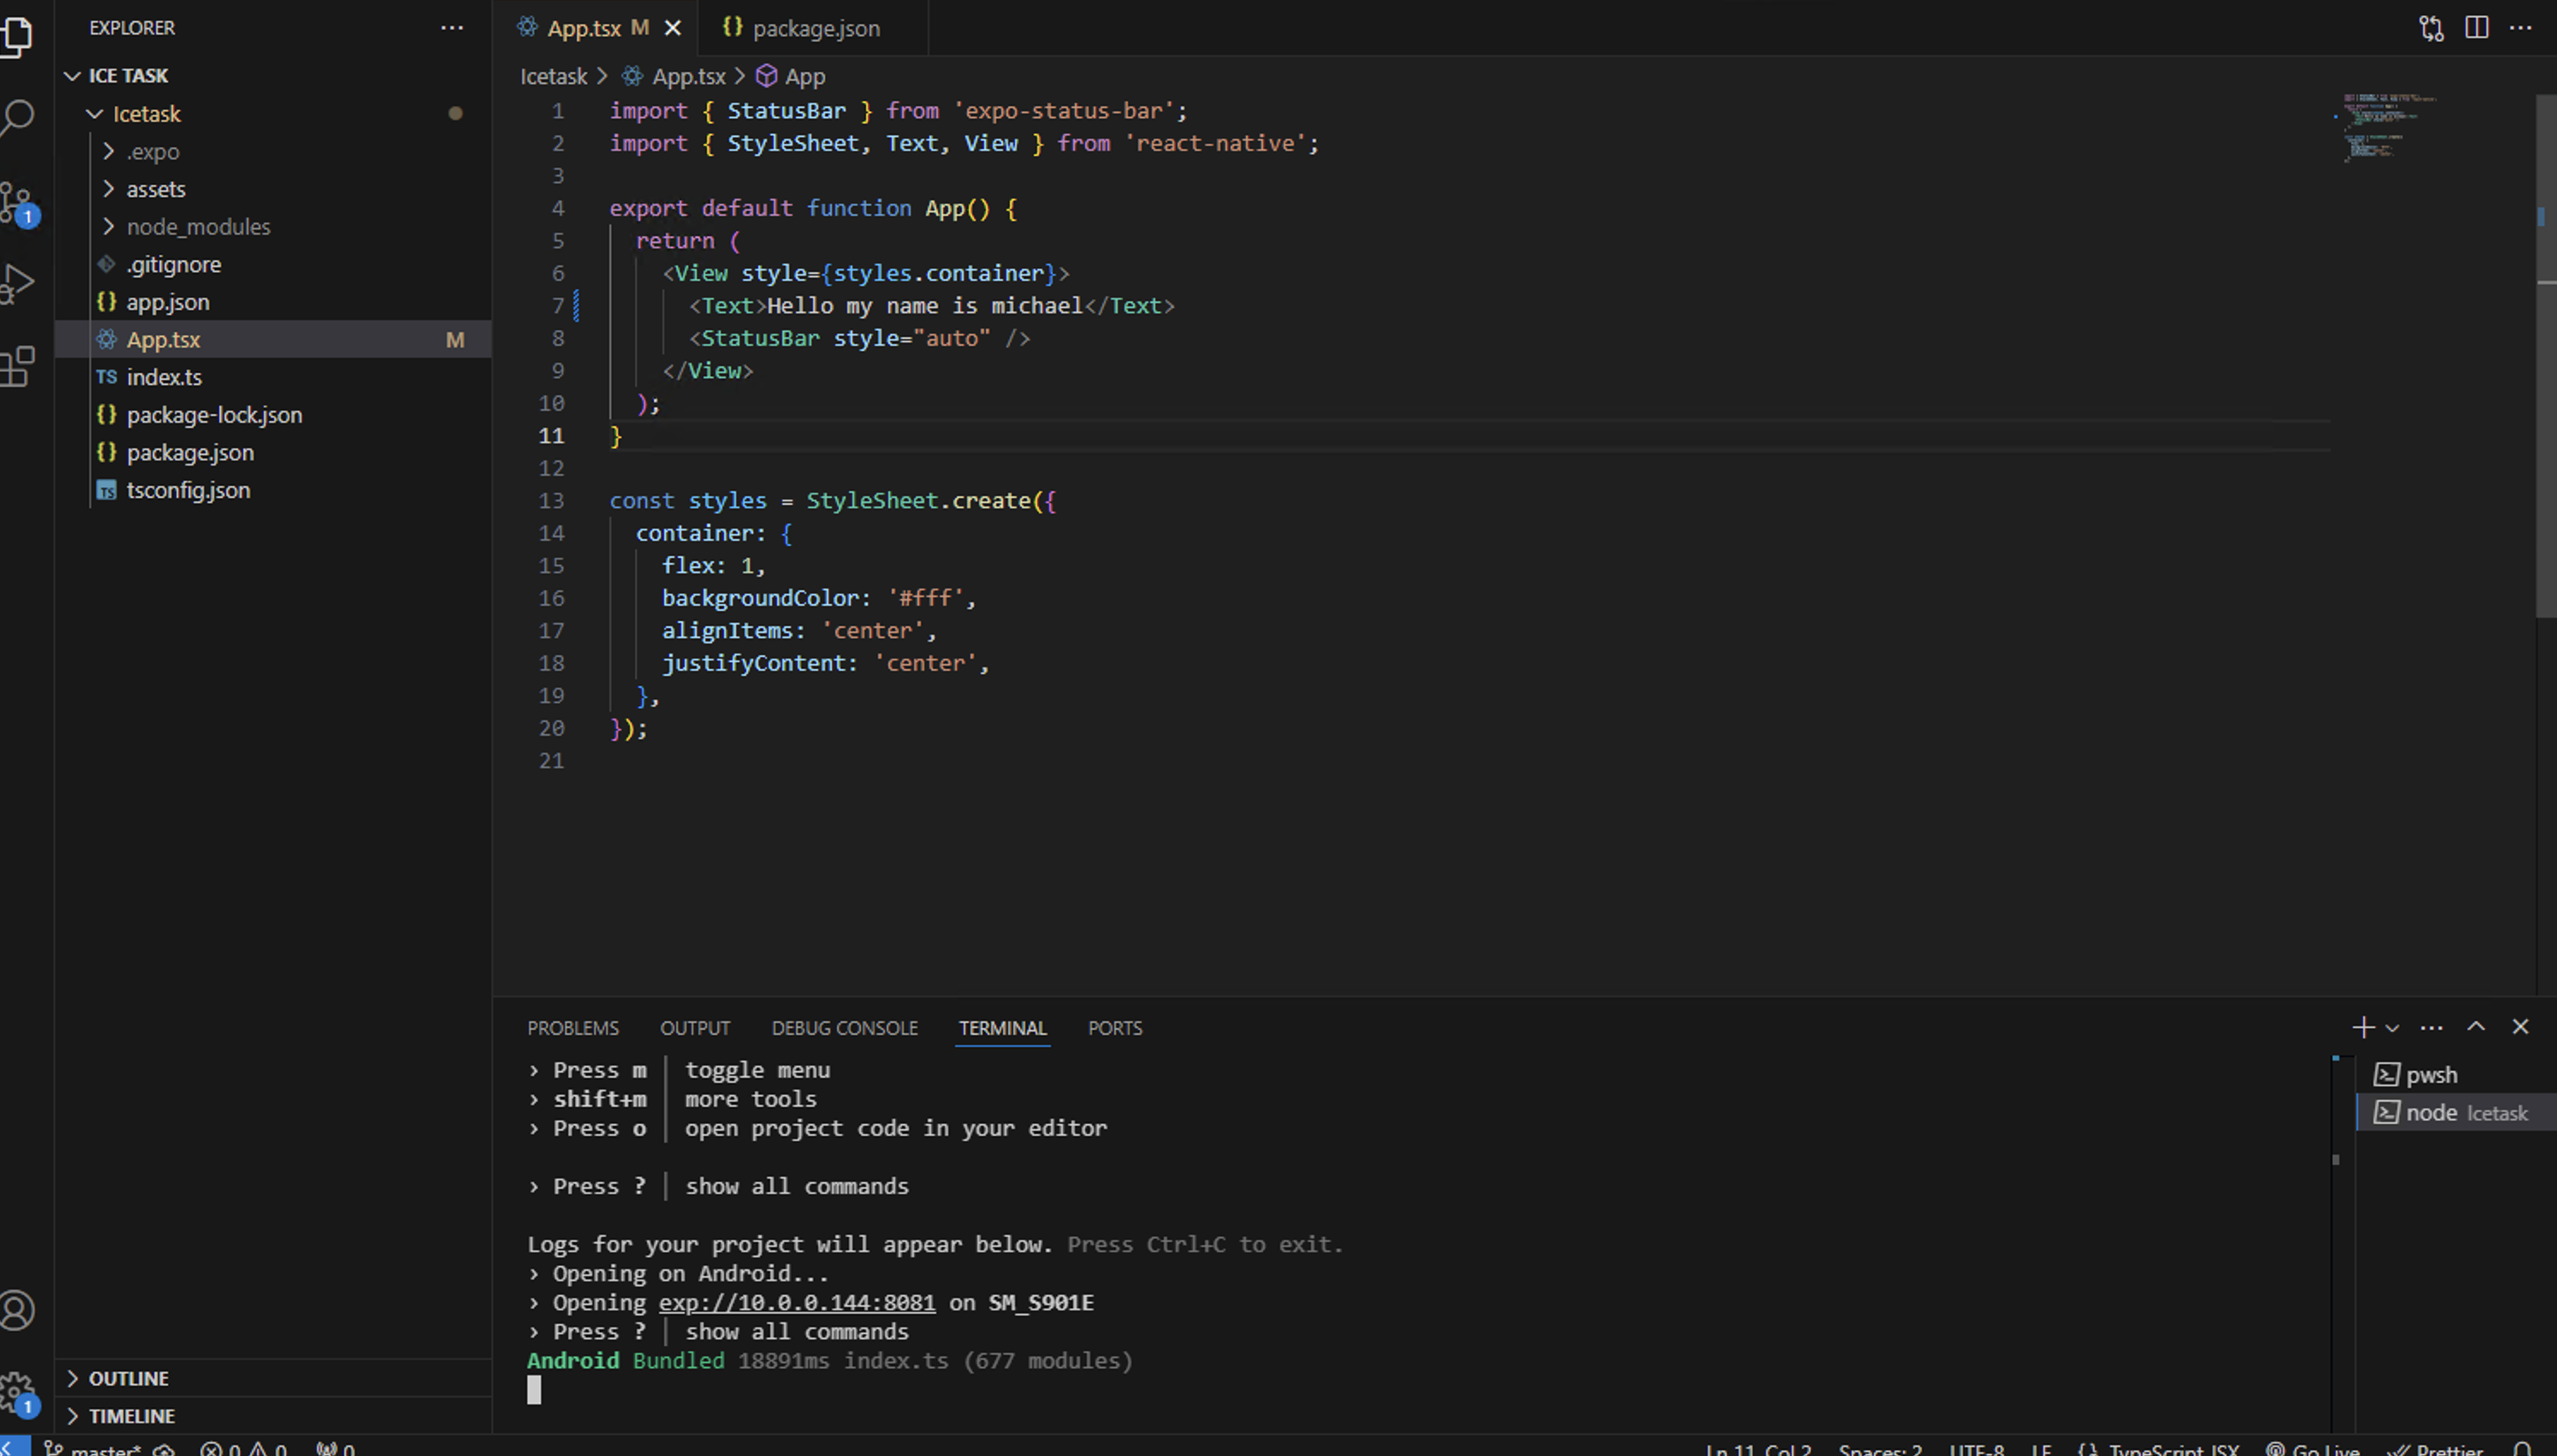 EXPLORER
ICE TASK
Icetask
.expo
assets
node_modules
.gitignore
{} app.json
App.tsx M
TS index.ts
{} package-lock.json
{} package.json
TS tsconfig.json
OUTLINE
TIMELINE
1
1
App.tsx M
{} package.json
Icetask > App.tsx > App
1 import { StatusBar } from 'expo-status-bar';
2 import { StyleSheet, Text, View } from 'react-native';
3
4 export default function App() {
5 return (
6 <View style={styles.container}>
7 <Text>Hello my name is michael</Text>
8 <StatusBar style="auto" />
9 </View>
10 );
11 }
12
13 const styles = StyleSheet.create({
14 container: {
15 flex: 1,
16 backgroundColor: '#fff',
17 alignItems: 'center',
18 justifyContent: 'center',
19 },
20 });
21
PROBLEMS OUTPUT DEBUG CONSOLE TERMINAL PORTS
› Press m │ toggle menu
› shift+m │ more tools
› Press o │ open project code in your editor
› Press ? │ show all commands
Logs for your project will appear below. Press Ctrl+C to exit.
› Opening on Android...
› Opening exp://10.0.0.144:8081 on SM_S901E
› Press ? │ show all commands
Android Bundled 18891ms index.ts (677 modules)
pwsh
node Icetask
master* 0 0 0 Ln 11, Col 2 Spaces: 2 UTF-8 LF {} TypeScript JSX Go Live Prettier